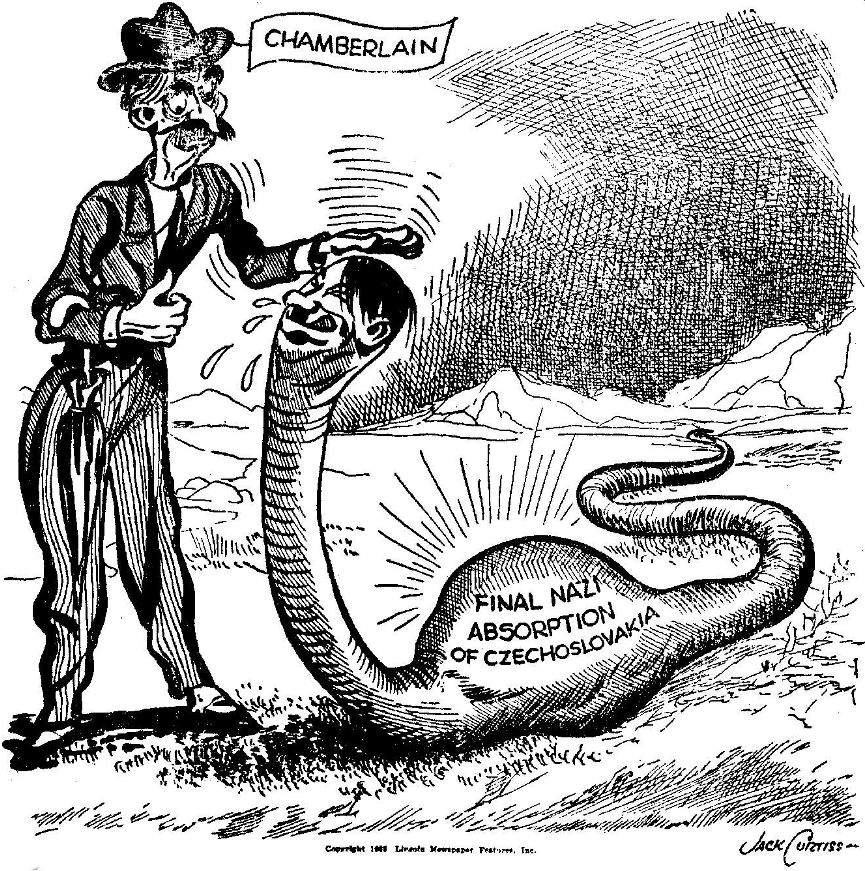 CHAMBERLAIN
FINAL NAZI
ABSORPTION
OF CZECHOSLOVAKIA
Copyright Lincoln Newspaper Features, Inc.
JACK CURTISS